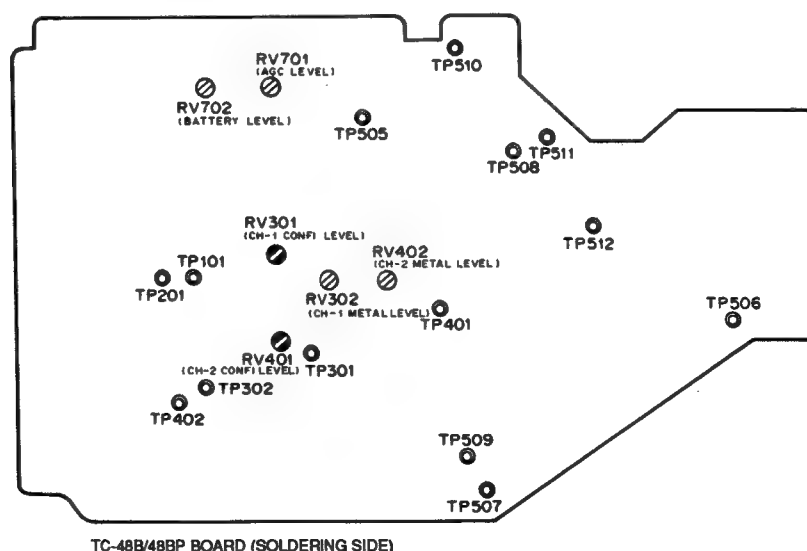 RV701
(AGC LEVEL)
TP510
RV702
(BATTERY LEVEL)
TP505
TP511
TP508
RV301
(CH-1 CONFI LEVEL)
TP512
RV402
(CH-2 METAL LEVEL)
TP101
TP201
RV302
(CH-1 METAL LEVEL)
TP401
TP506
RV401
(CH-2 CONFI LEVEL)
TP301
TP302
TP402
TP509
TP507
TC-48B/48BP BOARD (SOLDERING SIDE)